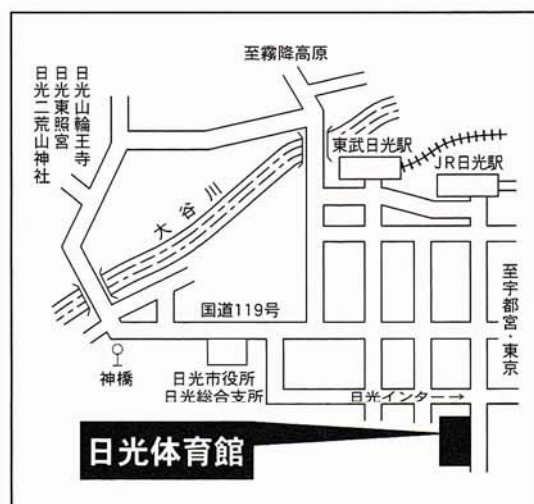 至霧降高原
日光山輪王寺
日光東照宮
日光二荒山神社
東武日光駅
JR日光駅
大谷川
国道119号
至宇都宮・東京
神橋
日光市役所
日光総合支所
日光インター→
日光体育館